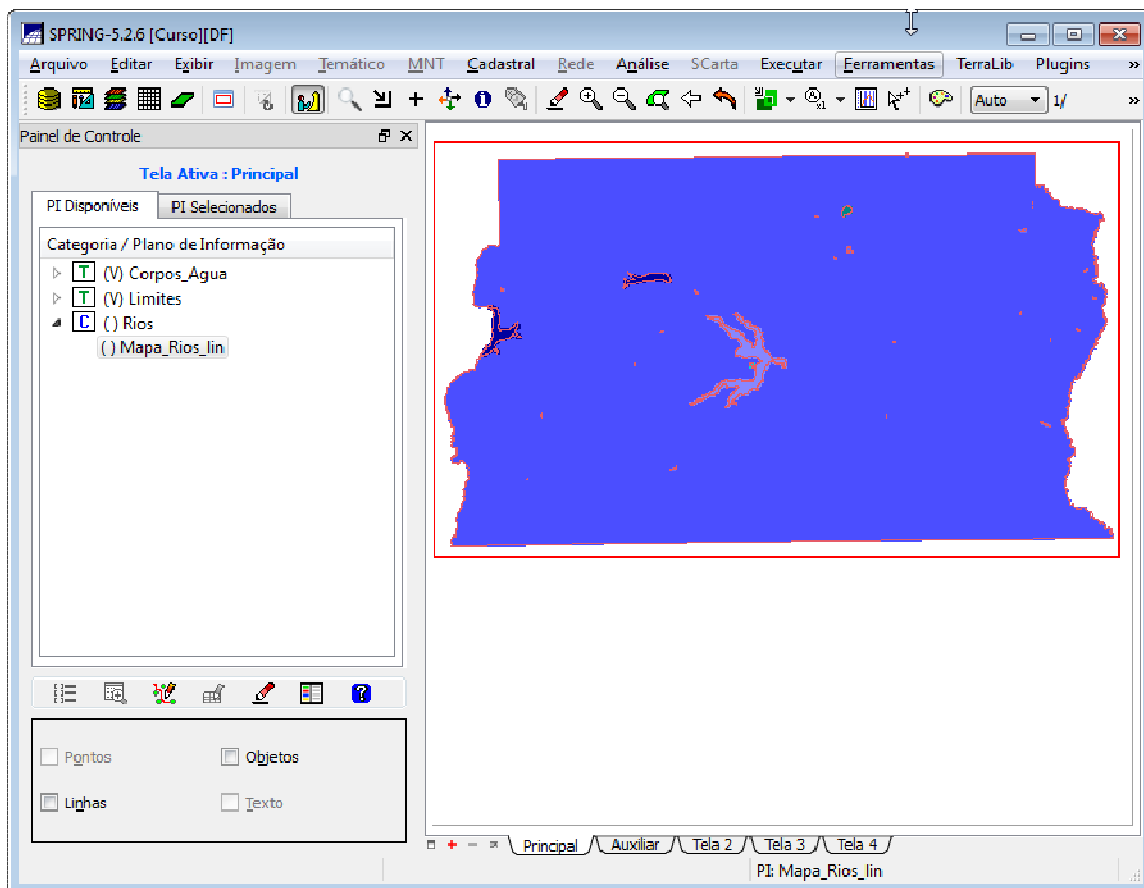 SPRING-5.2.6 [Curso][DF]
Arquivo Editar Exibir Imagem Temático MNT Cadastral Rede Análise SCarta Executar Ferramentas TerraLib Plugins »
Auto 1/ »
Painel de Controle
Tela Ativa : Principal
PI Disponíveis PI Selecionados
Categoria / Plano de Informação
T (V) Corpos_Agua
T (V) Limites
C ( ) Rios
( ) Mapa_Rios_lin
Pontos Objetos
Linhas Texto
Principal Auxiliar Tela 2 Tela 3 Tela 4
PI: Mapa_Rios_lin